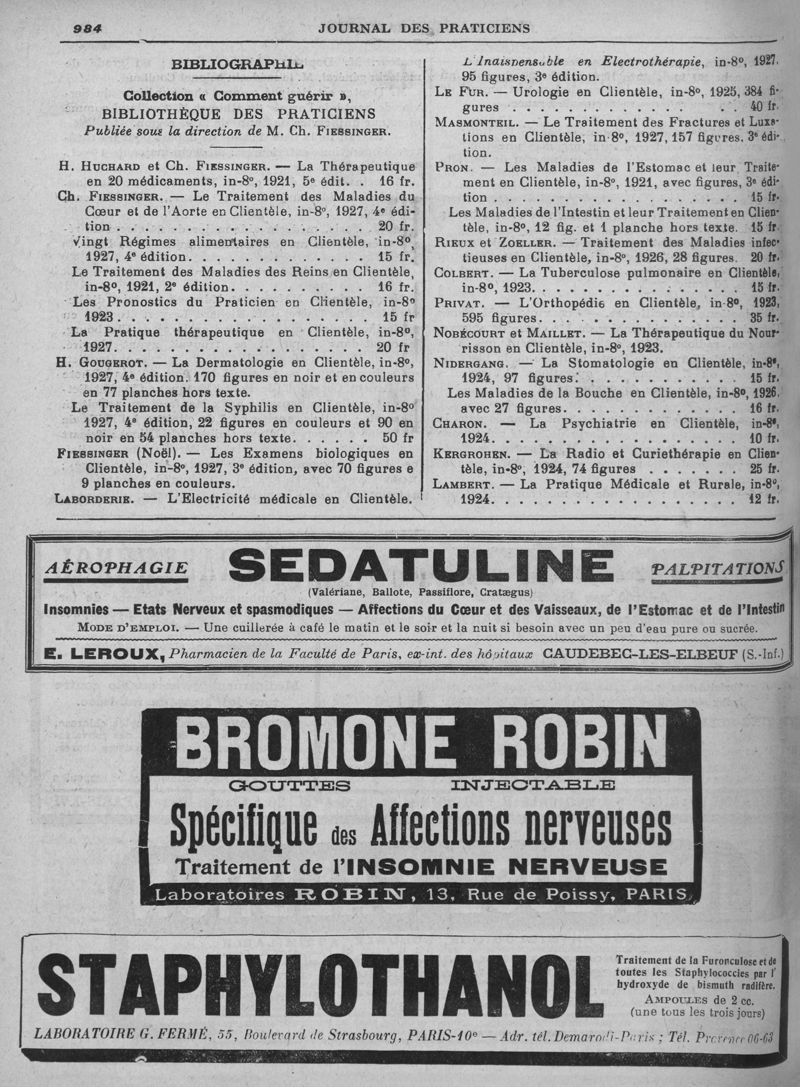 984
JOURNAL DES PRATICIENS
BIBLIOGRAPHIE
Collection « Comment guérir »,
BIBLIOTHÈQUE DES PRATICIENS
Publiée sous la direction de M. Ch. FIESSINGER.
H. HUCHARD et Ch. FIESSINGER. — La Thérapeutique
en 20 médicaments, in-8°, 1921, 5e édit. . 16 fr.
Ch. FIESSINGER. — Le Traitement des Maladies du
Cœur et de l'Aorte en Clientèle, in-8°, 1927, 4e édi-
tion . . . . . . . . . . . . . . . . . 20 fr.
Vingt Régimes alimentaires en Clientèle, in-8°,
1927, 4e édition. . . . . . . . . . . . . 15 fr.
Le Traitement des Maladies des Reins en Clientèle,
in-8°, 1921, 2e édition. . . . . . . . . . 16 fr.
Les Pronostics du Praticien en Clientèle, in-8°
1923 . . . . . . . . . . . . . . . . . 15 fr
La Pratique thérapeutique en Clientèle, in-8°,
1927. . . . . . . . . . . . . . . . . 20 fr
H. GOUGEROT. — La Dermatologie en Clientèle, in-8°,
1927, 4e édition. 170 figures en noir et en couleurs
en 77 planches hors texte.
Le Traitement de la Syphilis en Clientèle, in-8°
1927, 4e édition, 22 figures en couleurs et 90 en
noir en 54 planches hors texte. . . . . . 50 fr
FIESSINGER (Noël). — Les Examens biologiques en
Clientèle, in-8°, 1927, 3e édition, avec 70 figures e
9 planches en couleurs.
LABORDERIE. — L'Electricité médicale en Clientèle.
L'Indispensable en Electrothérapie, in-8°, 1927.
95 figures, 3e édition.
LE FUR. — Urologie en Clientèle, in-8°, 1925, 384 fi-
gures . . . . . . . . . . . . . . . 40 fr.
MASMONTEIL. — Le Traitement des Fractures et Luxa-
tions en Clientèle, in-8°, 1927, 157 figures. 3e édi-
tion.
PRON. — Les Maladies de l'Estomac et leur Traite-
ment en Clientèle, in-8°, 1921, avec figures, 3e édi-
tion . . . . . . . . . . . . . . . . . 15 fr.
Les Maladies de l'Intestin et leur Traitement en Clien-
tèle, in-8°, 12 fig. et 1 planche hors texte. 15 fr.
RIEUX et ZOELLER. — Traitement des Maladies infec-
tieuses en Clientèle, in-8°, 1926, 28 figures. 20 fr.
COLBERT. — La Tuberculose pulmonaire en Clientèle,
in-8°, 1923. . . . . . . . . . . . . . . 15 fr.
PRIVAT. — L'Orthopédie en Clientèle, in-8°, 1923,
595 figures. . . . . . . . . . . . . . . 35 fr.
NOBÉCOURT et MAILLET. — La Thérapeutique du Nour-
risson en Clientèle, in-8°, 1923.
NIDERGANG. — La Stomatologie en Clientèle, in-8°,
1924, 97 figures. . . . . . . . . . . . 15 fr.
Les Maladies de la Bouche en Clientèle, in-8°, 1926.
avec 27 figures. . . . . . . . . . . . . 16 fr.
CHARON. — La Psychiatrie en Clientèle, in-8°,
1924. . . . . . . . . . . . . . . . . 10 fr.
KERGROHEN. — La Radio et Curiethérapie en Clien-
tèle, in-8°, 1924, 74 figures . . . . . . . 25 fr.
LAMBERT. — La Pratique Médicale et Rurale, in-8°,
1924. . . . . . . . . . . . . . . . . 12 fr.
AÉROPHAGIE SEDATULINE PALPITATIONS
(Valériane, Ballote, Passiflore, Cratægus)
Insomnies — Etats Nerveux et spasmodiques — Affections du Cœur et des Vaisseaux, de l'Estomac et de l'Intestin
MODE D'EMPLOI. — Une cuillerée à café le matin et le soir et la nuit si besoin avec un peu d'eau pure ou sucrée.
E. LEROUX, Pharmacien de la Faculté de Paris, ex-int. des hôpitaux CAUDEBEC-LES-ELBEUF (S.-Inf.)
BROMONE ROBIN
GOUTTES INJECTABLE
Spécifique des Affections nerveuses
Traitement de l'INSOMNIE NERVEUSE
Laboratoires ROBIN, 13, Rue de Poissy, PARIS
STAPHYLOTHANOL
Traitement de la Furonculose et de
toutes les Staphylococcies par l'
hydroxyde de bismuth radifère.
AMPOULES de 2 cc.
(une tous les trois jours)
LABORATOIRE G. FERMÉ, 55, Boulevard de Strasbourg, PARIS-10e — Adr. tél. Demarodi-Paris ; Tél. Provence 06-63